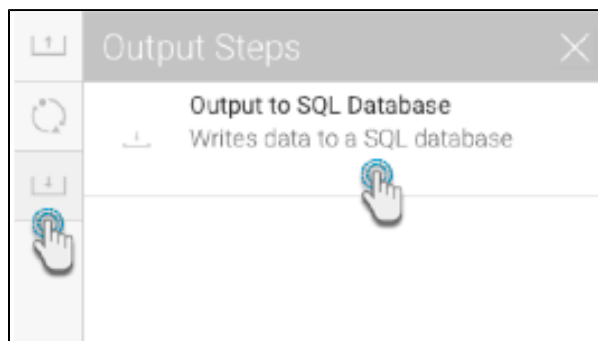 Output Steps
Output to SQL Database
Writes data to a SQL database